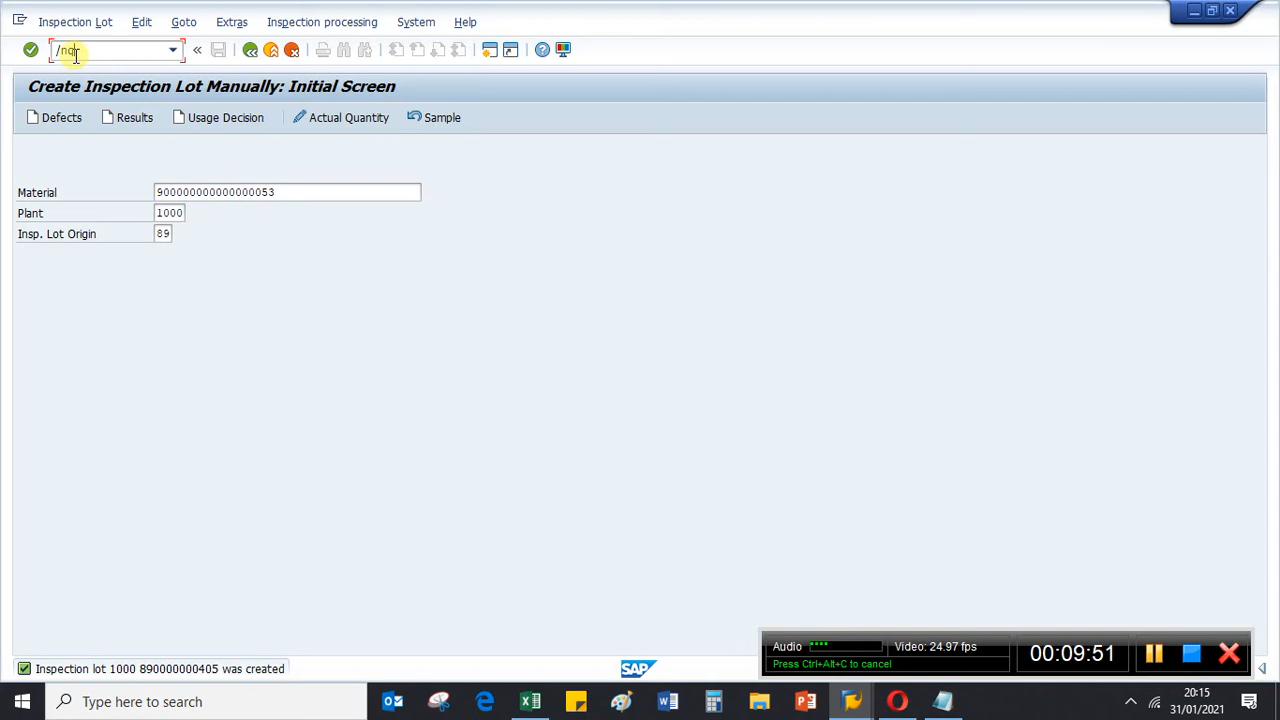 Inspection Lot Edit Goto Extras Inspection processing System Help
/nq
Create Inspection Lot Manually: Initial Screen
Defects Results Usage Decision Actual Quantity Sample
Material 900000000000000053
Plant 1000
Insp. Lot Origin 89
Inspection lot 1000 890000000405 was created
SAP
Audio Video: 24.97 fps
Press Ctrl+Alt+C to cancel
00:09:51
Type here to search
20:15
31/01/2021